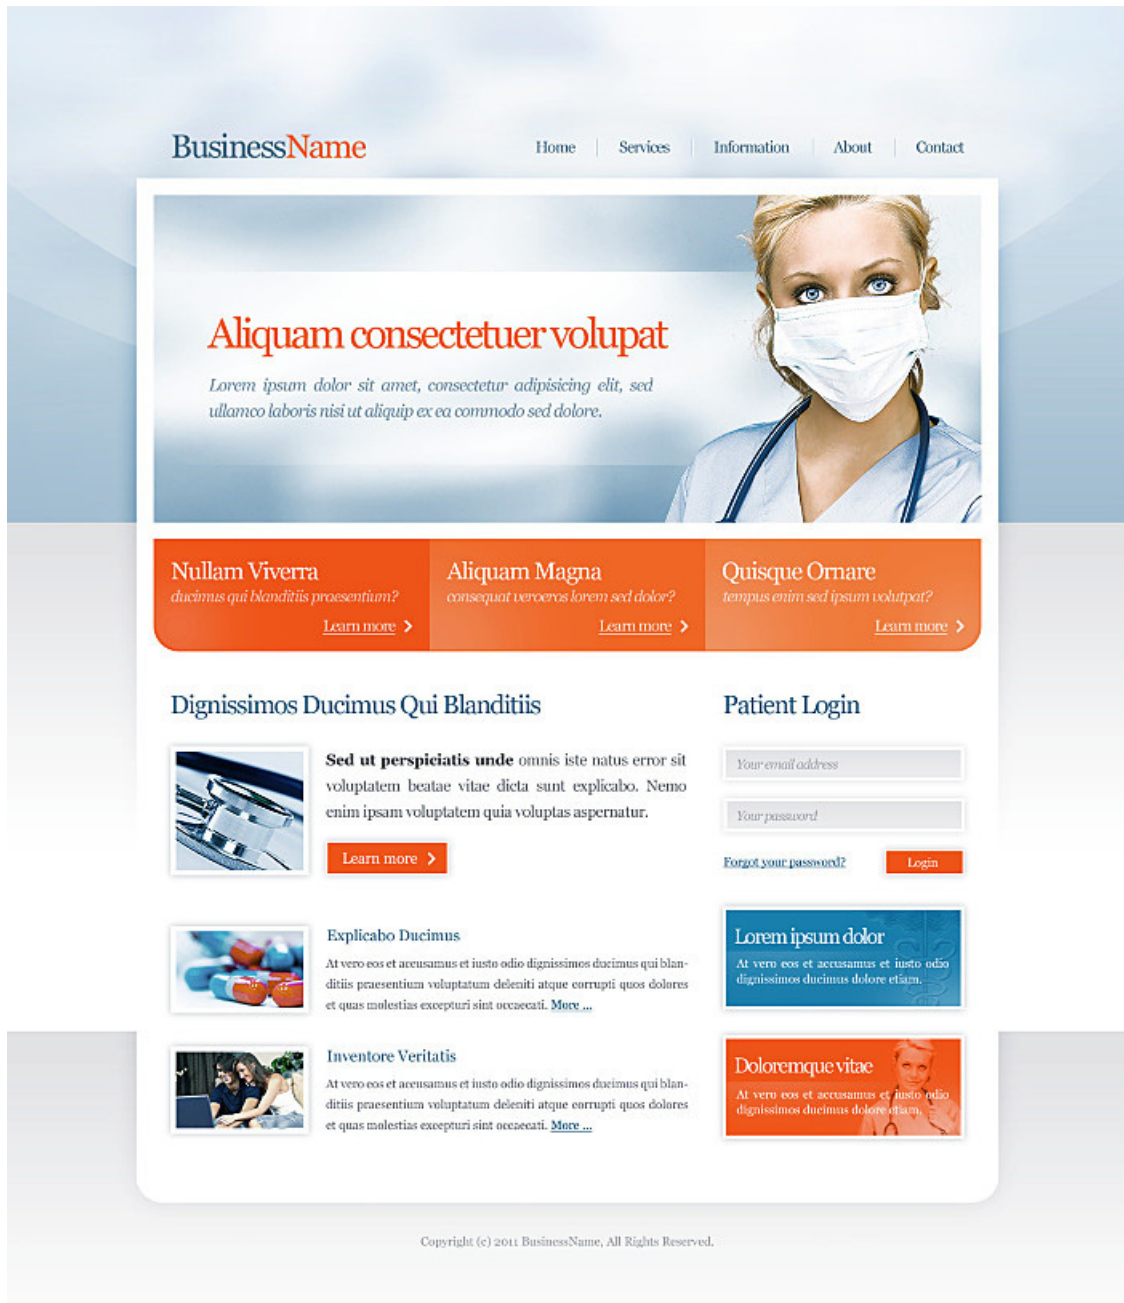 BusinessName
Home
Services
Information
About
Contact
Aliquam consectetuer volupat
Lorem ipsum dolor sit amet, consectetur adipisicing elit, sed
ullamco laboris nisi ut aliquip ex ea commodo sed dolore.
Nullam Viverra
ducimus qui blanditiis praesentium?
Learn more
Aliquam Magna
consequat veroeros lorem sed dolor?
Learn more
Quisque Ornare
tempus enim sed ipsum volutpat?
Learn more
Dignissimos Ducimus Qui Blanditiis
Sed ut perspiciatis unde omnis iste natus error sit
voluptatem beatae vitae dicta sunt explicabo. Nemo
enim ipsam voluptatem quia voluptas aspernatur.
Learn more
Explicabo Ducimus
At vero eos et accusamus et iusto odio dignissimos ducimus qui blan-
ditiis praesentium voluptatum deleniti atque corrupti quos dolores
et quas molestias excepturi sint occaecati. More ...
Inventore Veritatis
At vero eos et accusamus et iusto odio dignissimos ducimus qui blan-
ditiis praesentium voluptatum deleniti atque corrupti quos dolores
et quas molestias excepturi sint occaecati. More ...
Patient Login
Your email address
Your password
Forgot your password?
Login
Lorem ipsum dolor
At vero eos et accusamus et iusto odio
dignissimos ducimus dolore etiam.
Doloremque vitae
At vero eos et accusamus et iusto odio
dignissimos ducimus dolore etiam.
Copyright (c) 2011 BusinessName, All Rights Reserved.